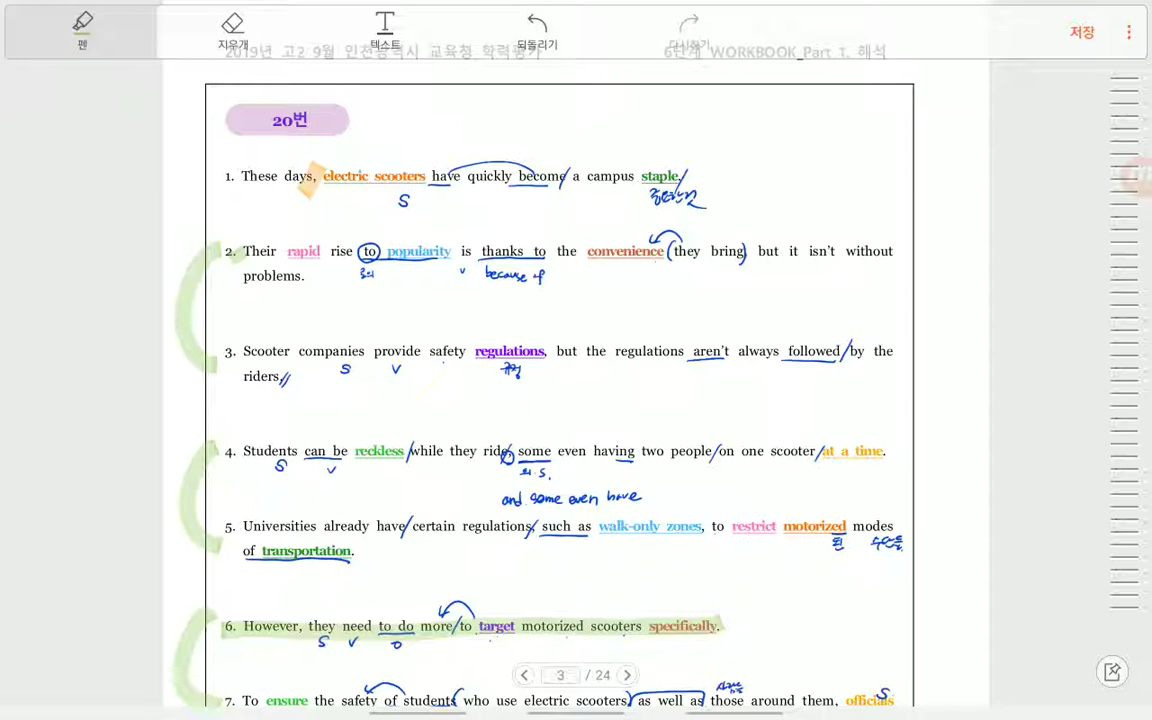 펜
지우개
텍스트
되돌리기
다시하기
저장
2019년 고2 9월 인천광역시 교육청 학력평가
6단계 WORKBOOK_Part 1. 해석
20번
1. These days, electric scooters have quickly become/ a campus staple,/
S
2. Their rapid rise (to) popularity is thanks to the convenience (they bring) but it isn't without
v because of
problems.
3. Scooter companies provide safety regulations, but the regulations aren't always followed/ by the
S V 규정
riders.//
4. Students can be reckless/ while they ride, some even having two people/ on one scooter/ at a time.
S V 의 S.
and some even have
5. Universities already have/ certain regulations,/ such as walk-only zones, to restrict motorized modes
된
of transportation.
6. However, they need to do more/ to target motorized scooters specifically.
S V O
3 / 24
7. To ensure the safety of students (who use electric scooters,) as well as those around them, officials
S